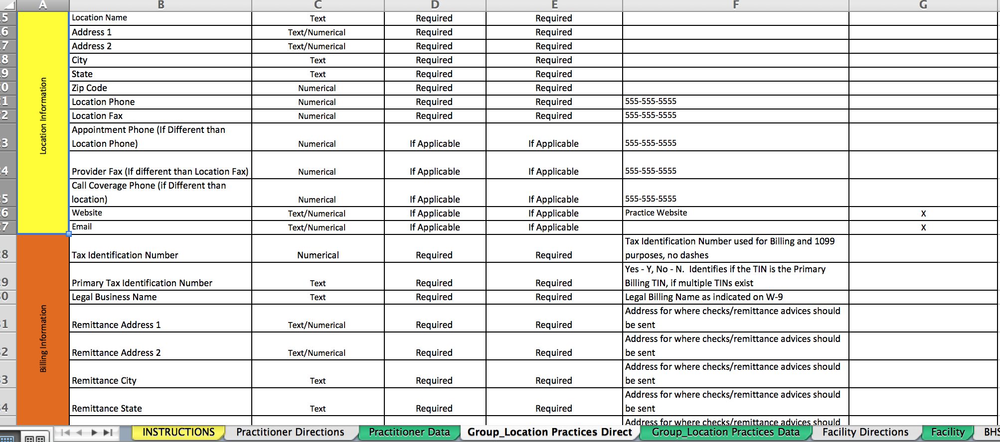 A B C D E F G
5 Location Name Text Required Required
6 Address 1 Text/Numerical Required Required
7 Address 2 Text/Numerical Required Required
8 City Text Required Required
9 State Text Required Required
0 Zip Code Numerical Required Required
1 Location Phone Numerical Required Required 555-555-5555
2 Location Fax Numerical Required Required 555-555-5555
Appointment Phone (If Different than
3 Location Phone) Numerical If Applicable If Applicable 555-555-5555
4 Provider Fax (If different than Location Fax) Numerical If Applicable If Applicable 555-555-5555
Call Coverage Phone (if Different than
5 location) Numerical If Applicable If Applicable 555-555-5555
6 Website Text/Numerical If Applicable If Applicable Practice Website X
7 Email Text/Numerical If Applicable If Applicable X
Location Information
Tax Identification Number used for Billing and 1099
8 Tax Identification Number Numerical Required Required purposes, no dashes
Yes - Y, No - N. Identifies if the TIN is the Primary
9 Primary Tax Identification Number Text Required Required Billing TIN, if multiple TINs exist
0 Legal Business Name Text Required Required Legal Billing Name as indicated on W-9
Address for where checks/remittance advices should
1 Remittance Address 1 Text/Numerical Required Required be sent
Address for where checks/remittance advices should
2 Remittance Address 2 Text/Numerical Required Required be sent
Address for where checks/remittance advices should
3 Remittance City Text Required Required be sent
Address for where checks/remittance advices should
4 Remittance State Text Required Required be sent
Address for where checks/remittance advices should
Billing Information
INSTRUCTIONS Practitioner Directions Practitioner Data Group_Location Practices Direct Group_Location Practices Data Facility Directions Facility BHS